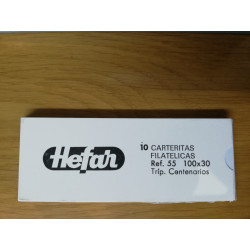 Hefar
10 CARTERITAS
FILATELICAS
Ref. 55 100x30
Trip. Centenarios